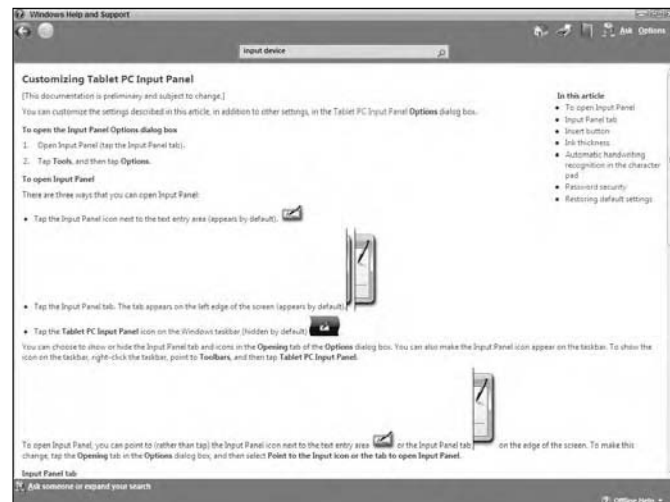 Windows Help and Support
Ask Options
input device
Customizing Tablet PC Input Panel
[This documentation is preliminary and subject to change.]
You can customize the settings described in this article, in addition to other settings, in the Tablet PC Input Panel Options dialog box.
To open the Input Panel Options dialog box
1. Open Input Panel (tap the Input Panel tab).
2. Tap Tools, and then tap Options.
To open Input Panel
There are three ways that you can open Input Panel:
• Tap the Input Panel icon next to the text entry area (appears by default).
• Tap the Input Panel tab. The tab appears on the left edge of the screen (appears by default).
• Tap the Tablet PC Input Panel icon on the Windows taskbar (hidden by default)
You can choose to show or hide the Input Panel tab and icons in the Opening tab of the Options dialog box. You can also make the Input Panel icon appear on the taskbar. To show the
icon on the taskbar, right-click the taskbar, point to Toolbars, and then tap Tablet PC Input Panel.
To open Input Panel, you can point to (rather than tap) the Input Panel icon next to the text entry area or the Input Panel tab on the edge of the screen. To make this
change, tap the Opening tab in the Options dialog box, and then select Point to the Input icon or the tab to open Input Panel.
Input Panel tab
In this article
• To open Input Panel
• Input Panel tab
• Insert button
• Ink thickness
• Automatic handwriting
recognition in the character
pad
• Password security
• Restoring default settings
Ask someone or expand your search
Offline Help